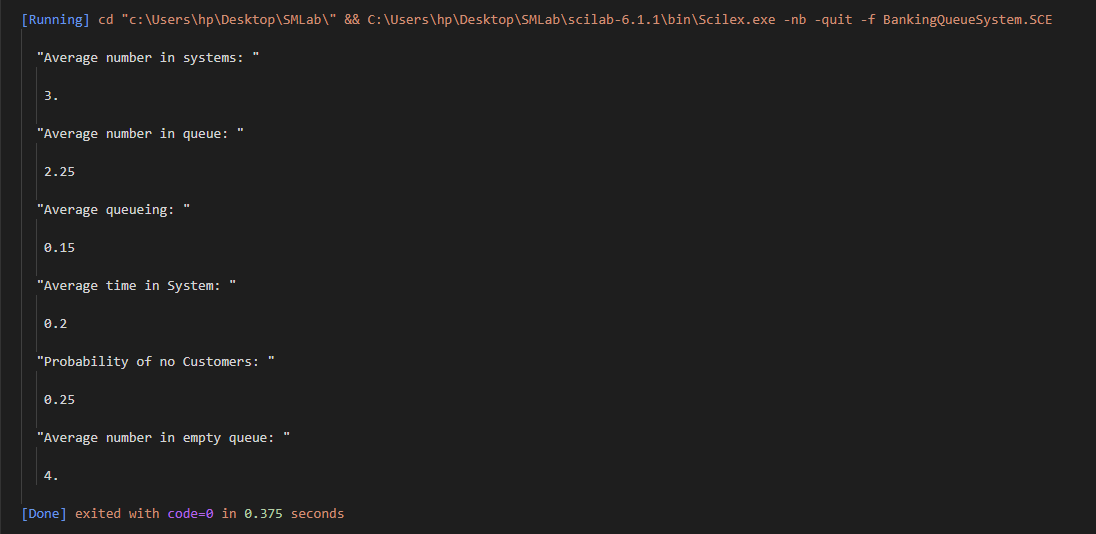 [Running] cd "c:\Users\hp\Desktop\SMLab\" && C:\Users\hp\Desktop\SMLab\scilab-6.1.1\bin\Scilex.exe -nb -quit -f BankingQueueSystem.SCE
"Average number in systems: "
3.
"Average number in queue: "
2.25
"Average queueing: "
0.15
"Average time in System: "
0.2
"Probability of no Customers: "
0.25
"Average number in empty queue: "
4.
[Done] exited with code=0 in 0.375 seconds